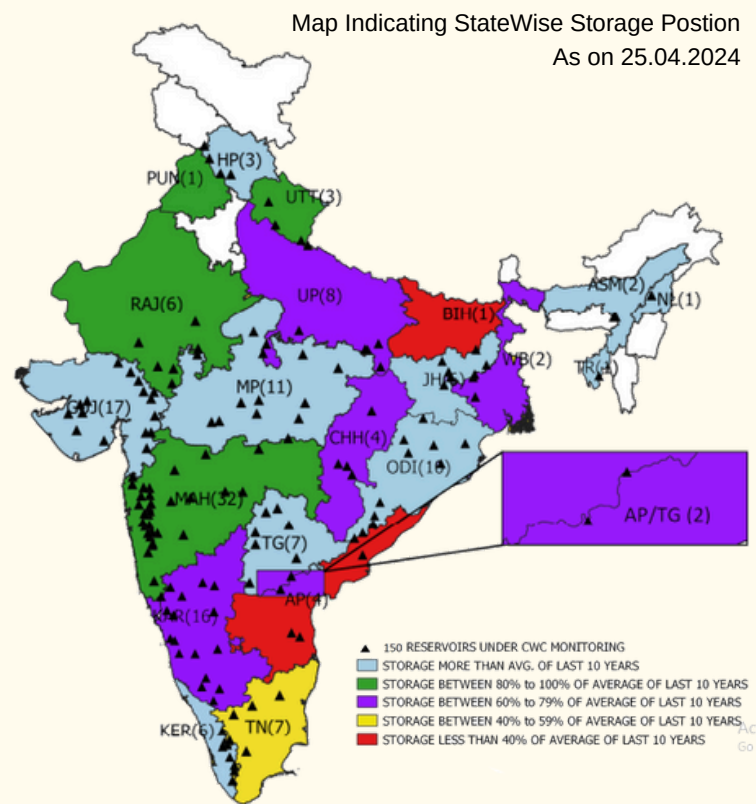 Map Indicating StateWise Storage Postion
As on 25.04.2024
HP(3)
PUN(1)
UTT(3)
RAJ(6)
UP(8)
BIH(1)
ASM(2)
NL(1)
WB(2)
TR(1)
GUJ(17)
MP(11)
JH(6)
CHH(4)
ODI(10)
MAH(32)
TG(7)
AP/TG (2)
KAR(16)
AP(4)
KER(6)
TN(7)
150 RESERVOIRS UNDER CWC MONITORING
STORAGE MORE THAN AVG. OF LAST 10 YEARS
STORAGE BETWEEN 80% to 100% OF AVERAGE OF LAST 10 YEARS
STORAGE BETWEEN 60% to 79% OF AVERAGE OF LAST 10 YEARS
STORAGE BETWEEN 40% to 59% OF AVERAGE OF LAST 10 YEARS
STORAGE LESS THAN 40% OF AVERAGE OF LAST 10 YEARS
Ac
Go